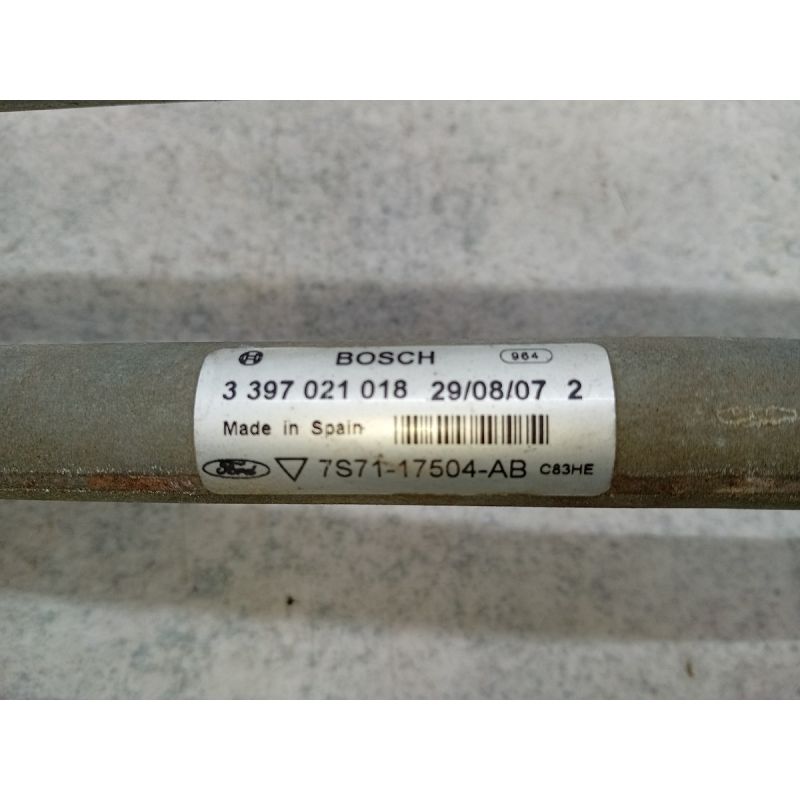 BOSCH 964
3 397 021 018 29/08/07 2
Made in Spain
Ford 7S71-17504-AB C83HE